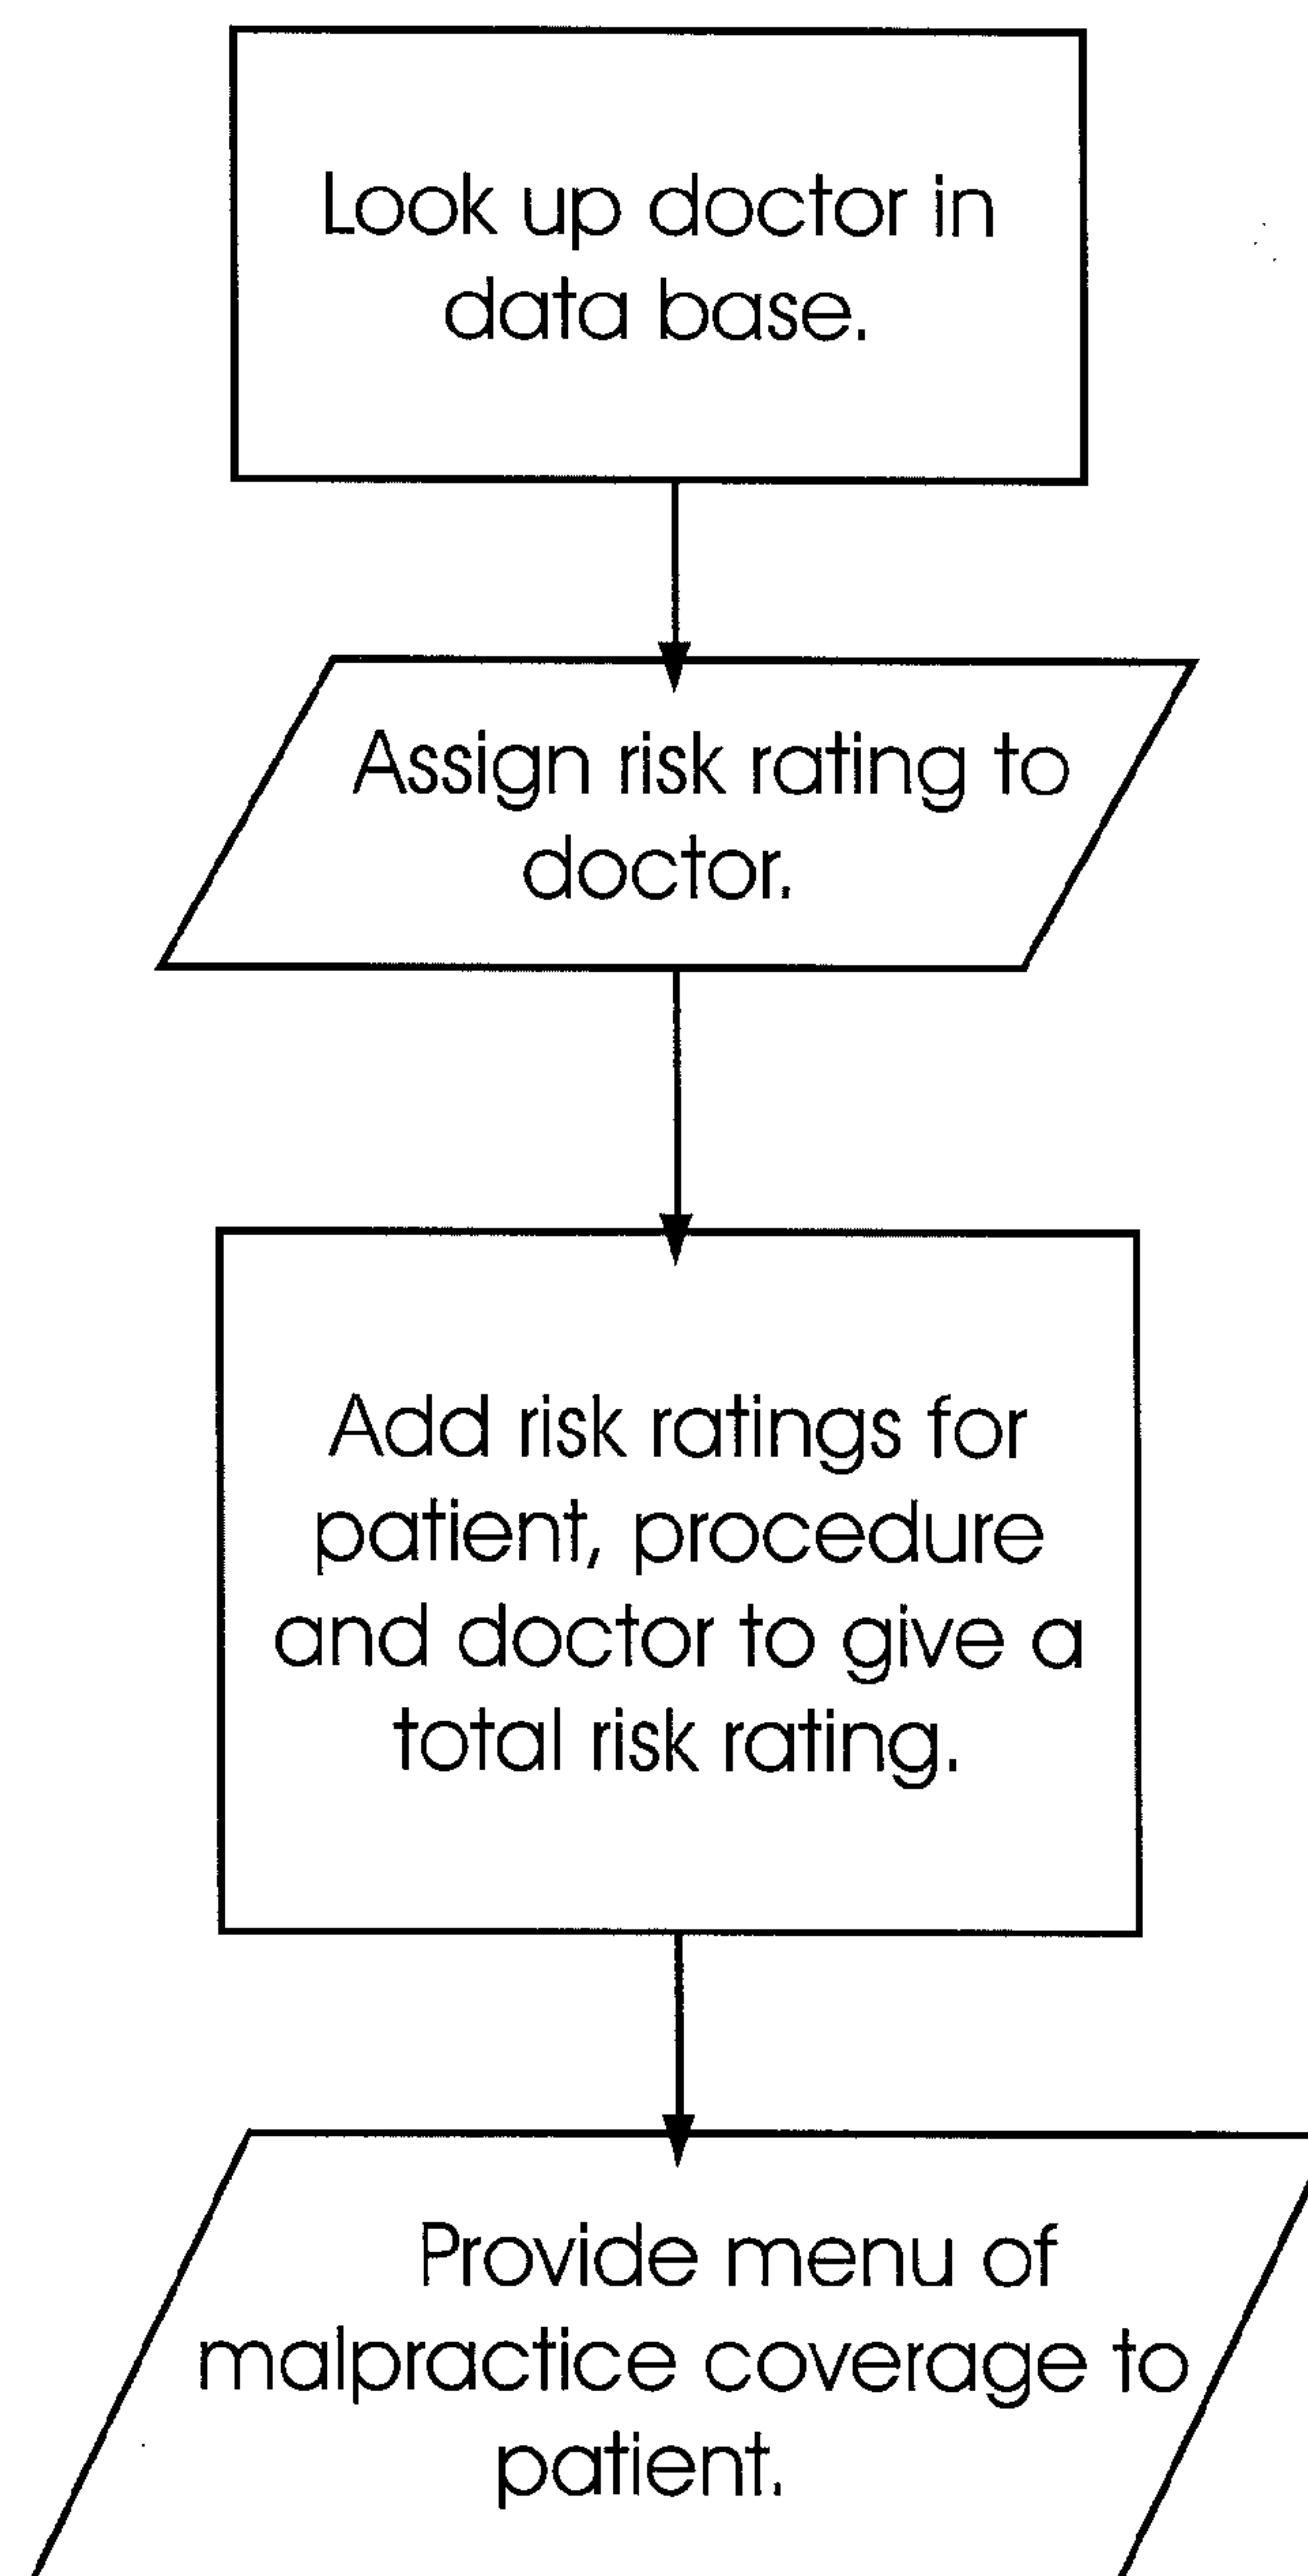 Look up doctor in
data base.
Assign risk rating to
doctor.
Add risk ratings for
patient, procedure
and doctor to give a
total risk rating.
Provide menu of
malpractice coverage to
patient.